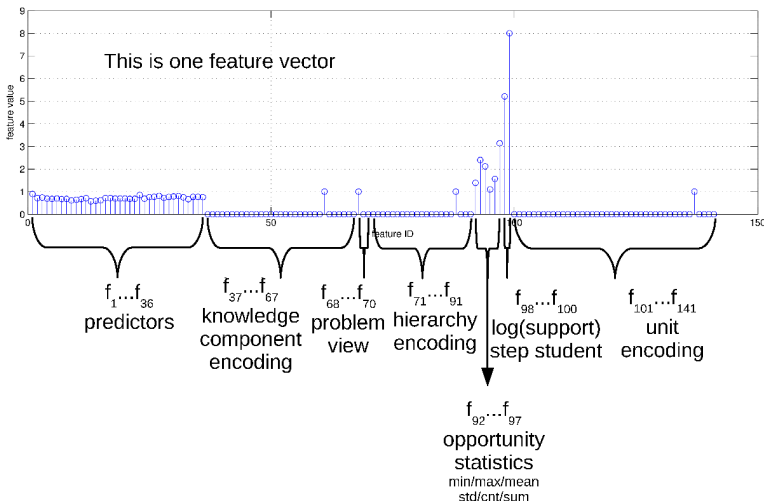 9
8
7
6
5
4
3
2
1
0
feature value
This is one feature vector
0
50
100
150
feature ID
f1...f36
predictors
f37...f67
knowledge
component
encoding
f68...f70
problem
view
f71...f91
hierarchy
encoding
f98...f100
log(support)
step student
f101...f141
unit
encoding
f92...f97
opportunity
statistics
min/max/mean
std/cnt/sum